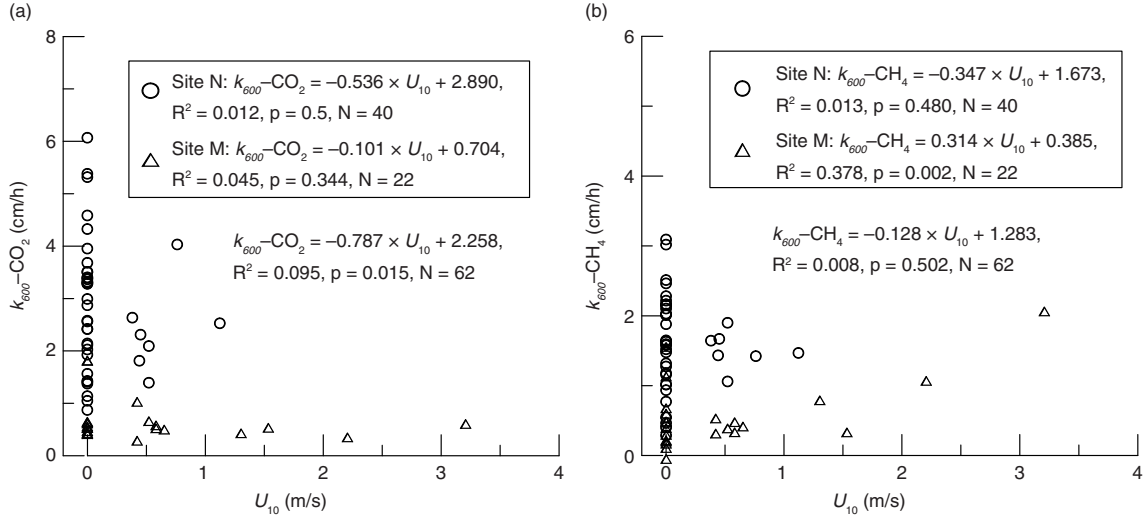 (a)
8
6
4
2
0
k600–CO2 (cm/h)
Site N: k600–CO2 = –0.536 × U10 + 2.890,
R2 = 0.012, p = 0.5, N = 40
Site M: k600–CO2 = –0.101 × U10 + 0.704,
R2 = 0.045, p = 0.344, N = 22
k600–CO2 = –0.787 × U10 + 2.258,
R2 = 0.095, p = 0.015, N = 62
0 1 2 3 4
U10 (m/s)
(b)
6
4
2
0
k600–CH4 (cm/h)
Site N: k600–CH4 = –0.347 × U10 + 1.673,
R2 = 0.013, p = 0.480, N = 40
Site M: k600–CH4 = 0.314 × U10 + 0.385,
R2 = 0.378, p = 0.002, N = 22
k600–CH4 = –0.128 × U10 + 1.283,
R2 = 0.008, p = 0.502, N = 62
0 1 2 3 4
U10 (m/s)